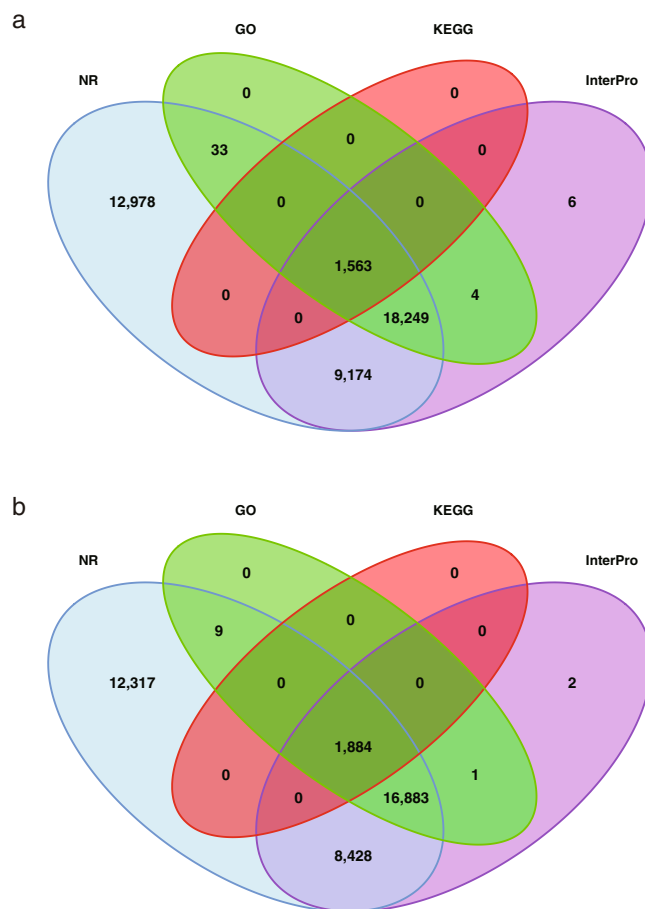 a
GO KEGG
NR InterPro
0 0
33 0 0
12,978 0 0 6
1,563
0 0 18,249 4
9,174
b
GO KEGG
NR InterPro
0 0
9 0 0
12,317 0 0 2
1,884
0 0 16,883 1
8,428